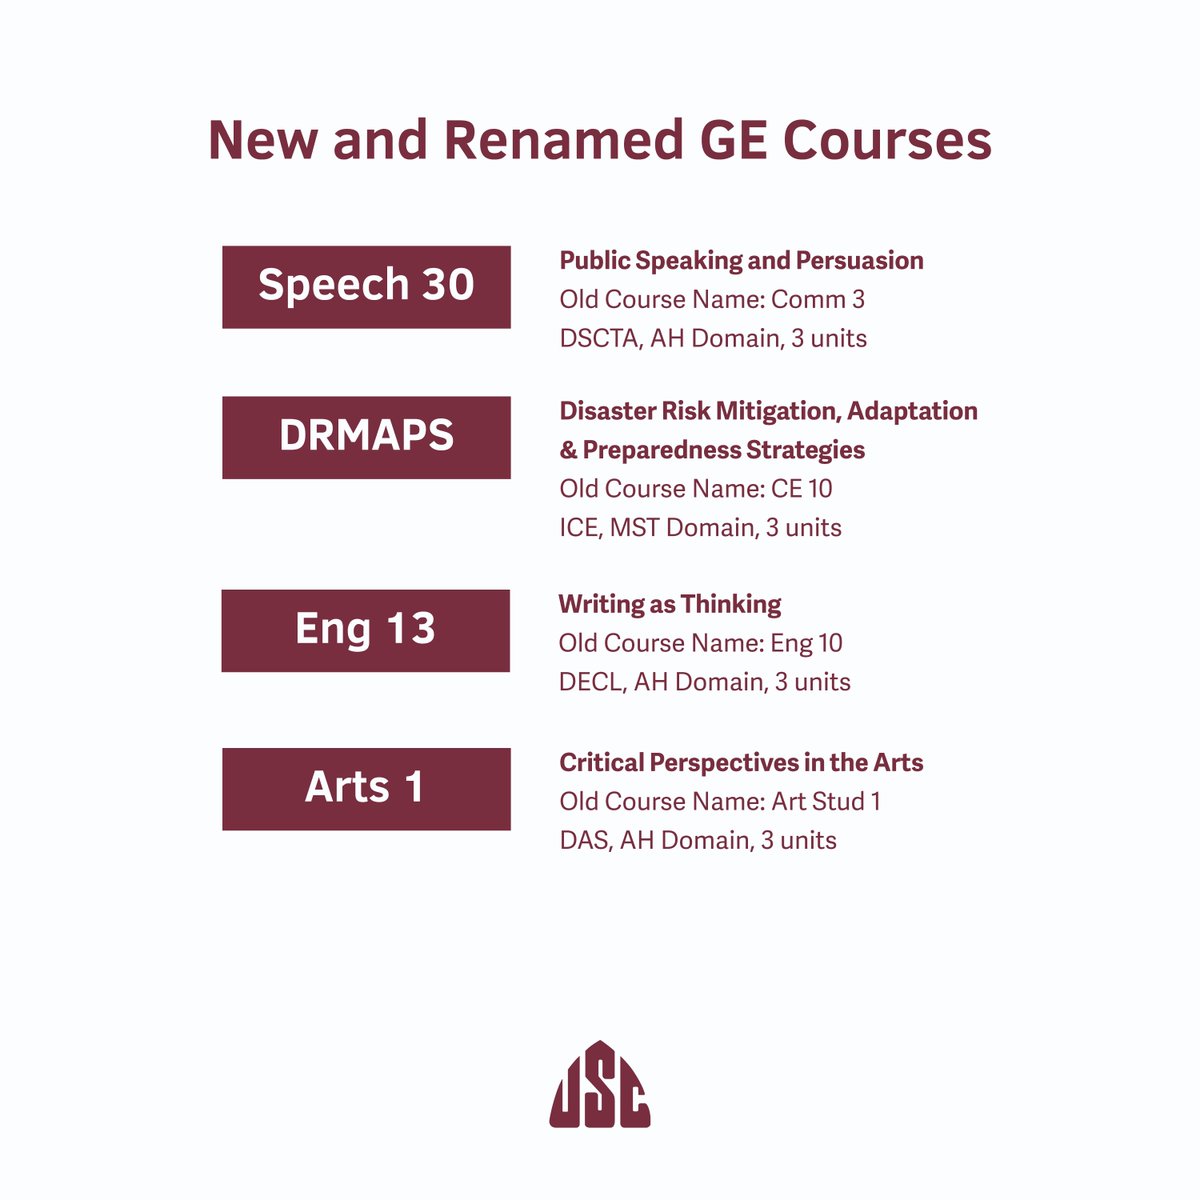 New and Renamed GE Courses
Speech 30
Public Speaking and Persuasion
Old Course Name: Comm 3
DSCTA, AH Domain, 3 units
DRMAPS
Disaster Risk Mitigation, Adaptation
& Preparedness Strategies
Old Course Name: CE 10
ICE, MST Domain, 3 units
Eng 13
Writing as Thinking
Old Course Name: Eng 10
DECL, AH Domain, 3 units
Arts 1
Critical Perspectives in the Arts
Old Course Name: Art Stud 1
DAS, AH Domain, 3 units
USC